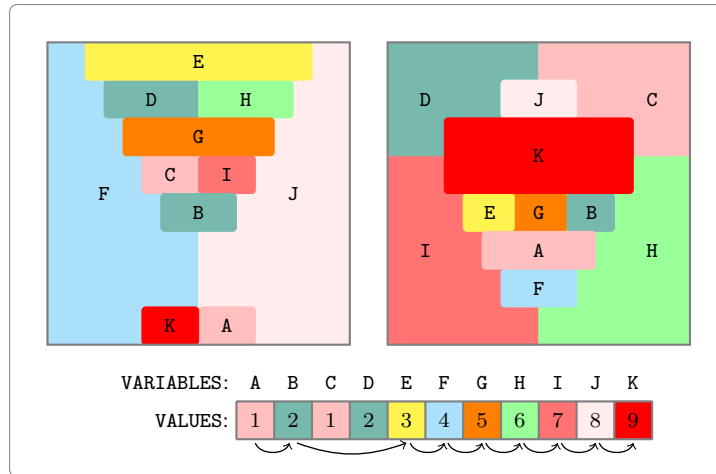 E
D H
G
C I
F J
B
K A
D J C
K
E G B
I A H
F
VARIABLES: A B C D E F G H I J K
VALUES: 1 2 1 2 3 4 5 6 7 8 9